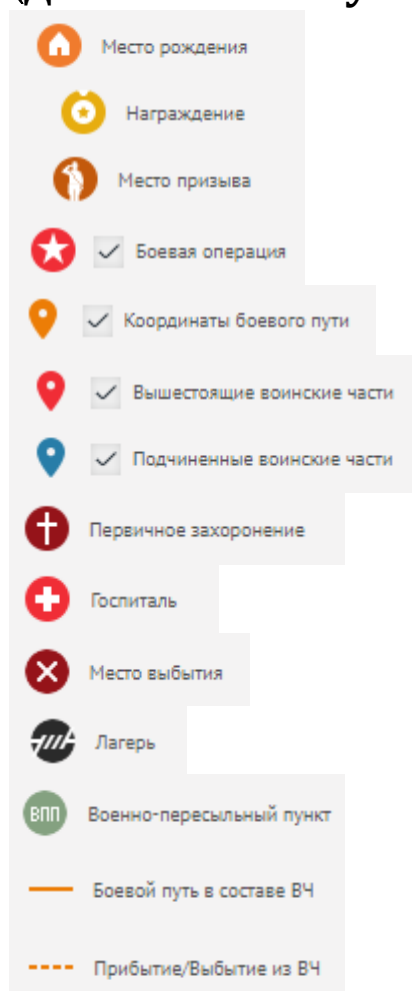 Место рождения
Награждение
Место призыва
Боевая операция
Координаты боевого пути
Вышестоящие воинские части
Подчиненные воинские части
Первичное захоронение
Госпиталь
Место выбытия
Лагерь
ВПП Военно-пересыльный пункт
Боевой путь в составе ВЧ
Прибытие/Выбытие из ВЧ